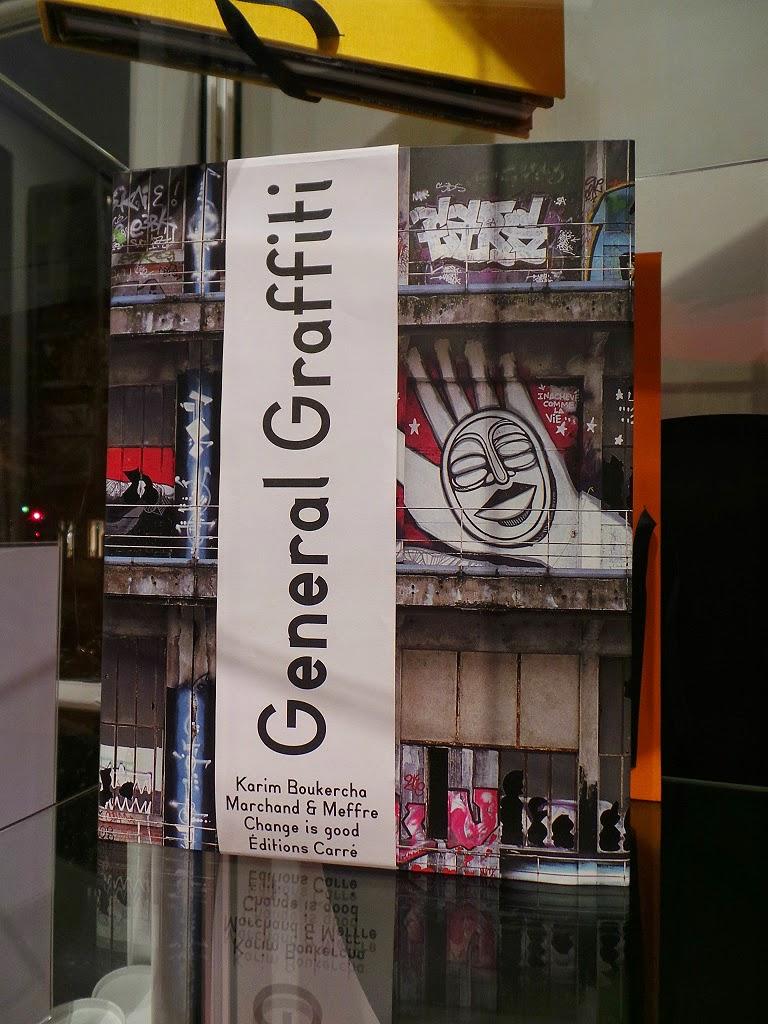 General Graffiti
Karim Boukercha
Marchand & Meffre
Change is good
Éditions Carré
INACHEVÉ
COMME
LA
ViE